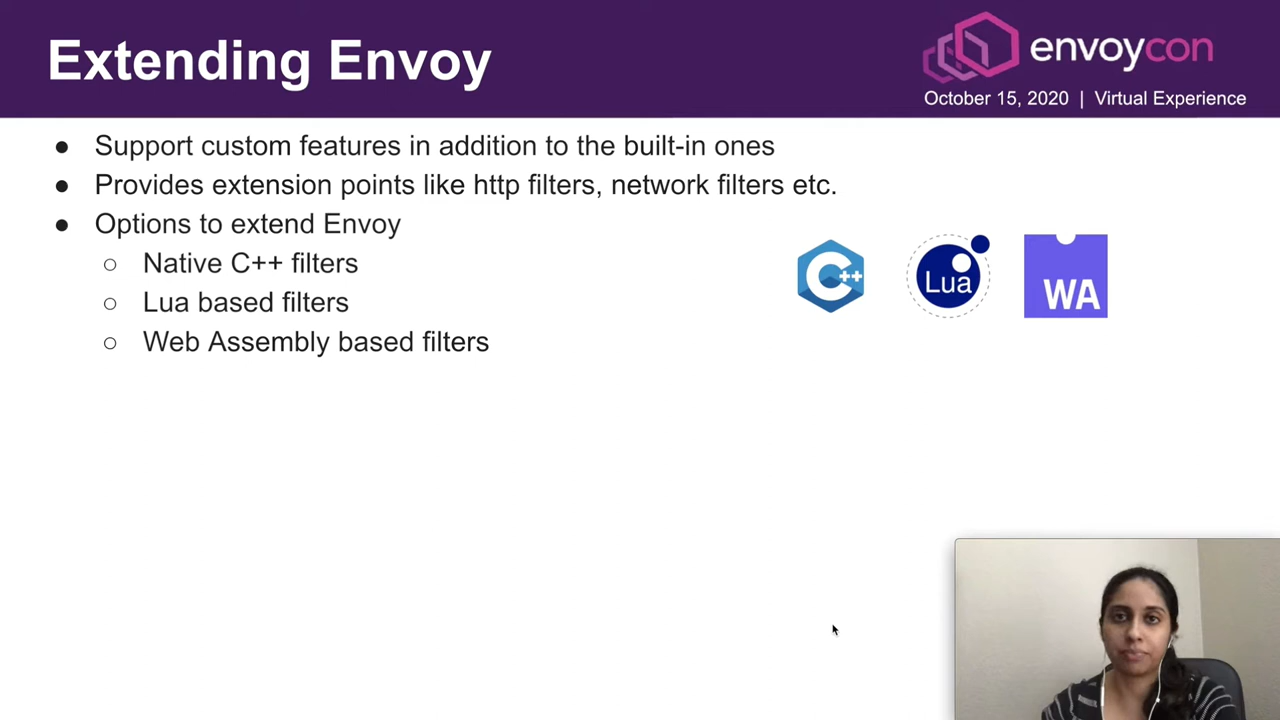 Extending Envoy
envoycon
October 15, 2020 | Virtual Experience
● Support custom features in addition to the built-in ones
● Provides extension points like http filters, network filters etc.
● Options to extend Envoy
○ Native C++ filters
○ Lua based filters
○ Web Assembly based filters
C++ Lua WA